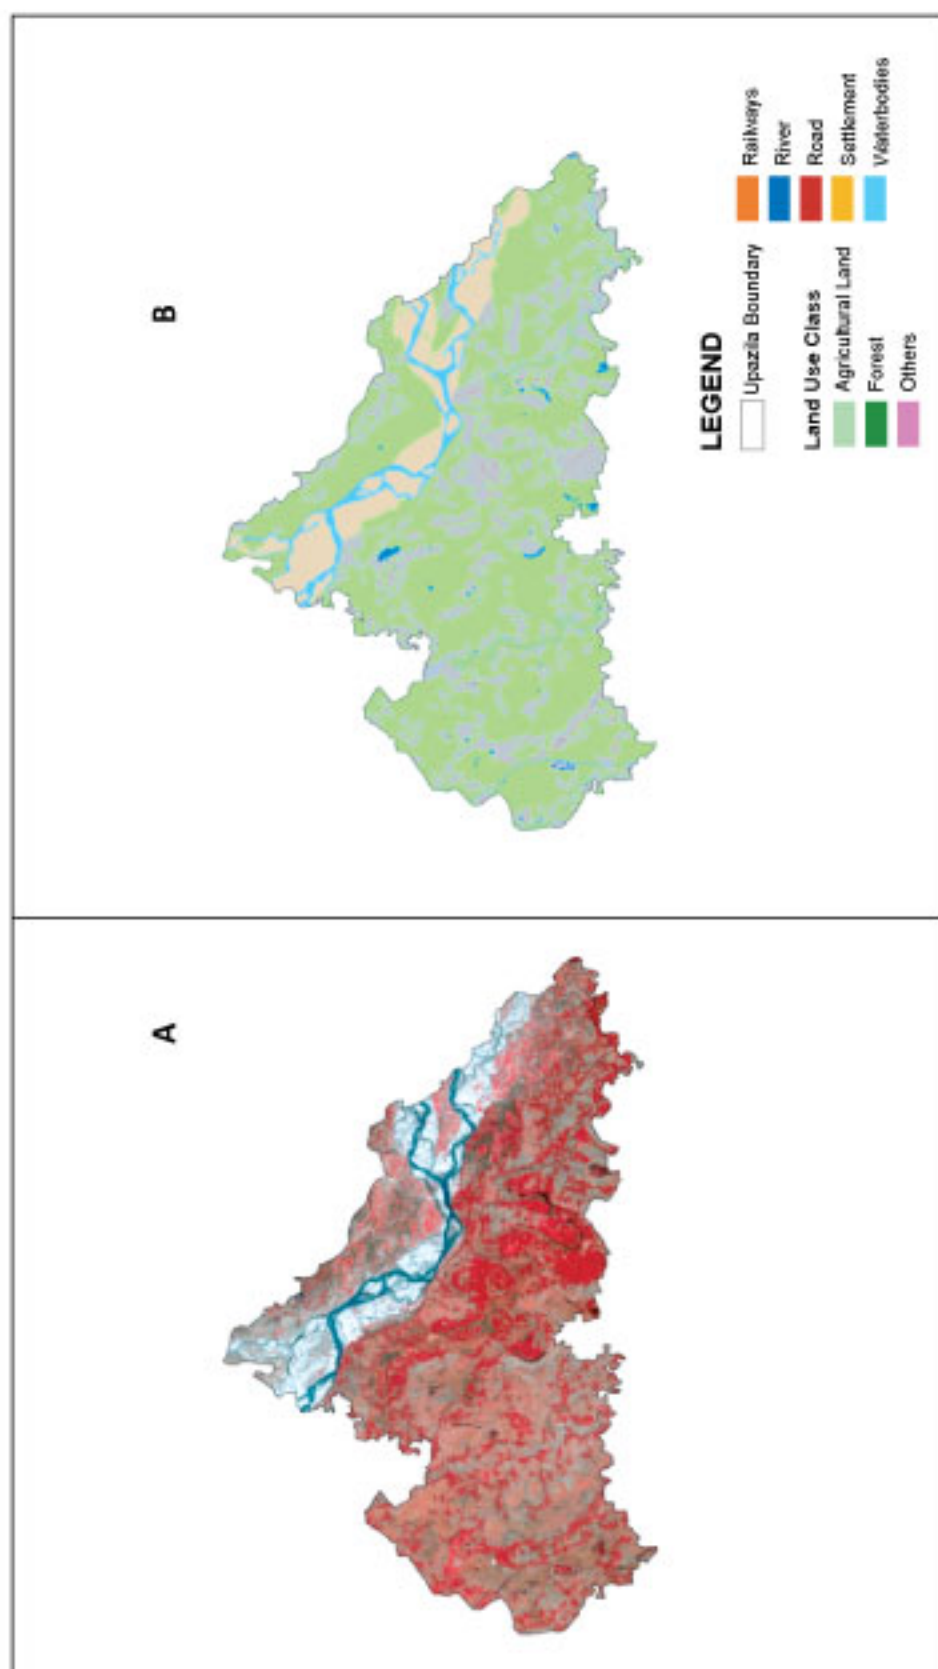 A
B
LEGEND
Upazila Boundary
Land Use Class
Agricultural Land
Forest
Others
Railways
River
Road
Settlement
Waterbodies